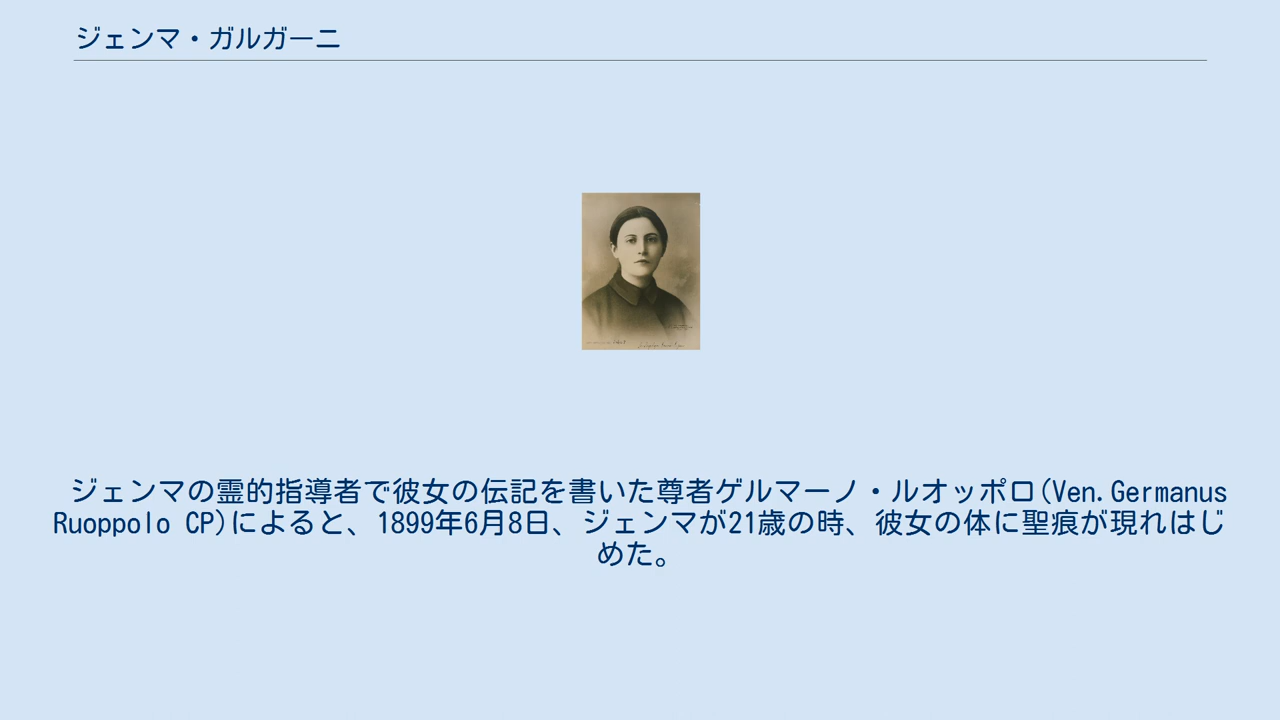 ジェンマ・ガルガーニ
ジェンマの霊的指導者で彼女の伝記を書いた尊者ゲルマーノ・ルオッポロ(Ven.Germanus
Ruoppolo CP)によると、1899年6月8日、ジェンマが21歳の時、彼女の体に聖痕が現れはじ
めた。